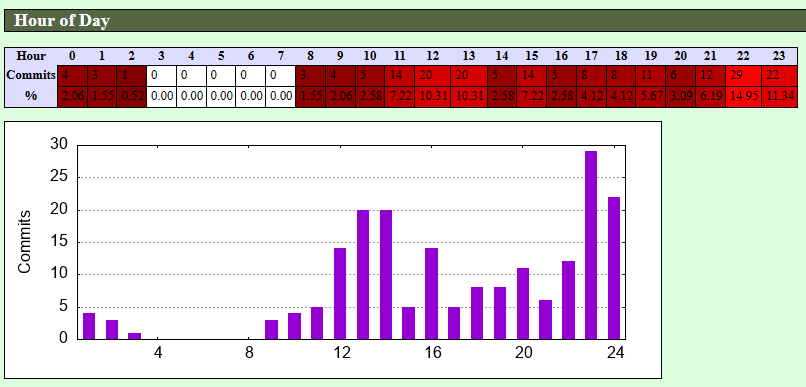 Hour of Day
Hour 0 1 2 3 4 5 6 7 8 9 10 11 12 13 14 15 16 17 18 19 20 21 22 23
Commits 4 3 1 0 0 0 0 0 3 4 5 14 20 20 5 14 5 8 8 11 6 12 29 22
% 2.06 1.55 0.52 0.00 0.00 0.00 0.00 0.00 1.55 2.06 2.58 7.22 10.31 10.31 2.58 7.22 2.58 4.12 4.12 5.67 3.09 6.19 14.95 11.34
30
25
20
15
10
5
0
Commits
4 8 12 16 20 24